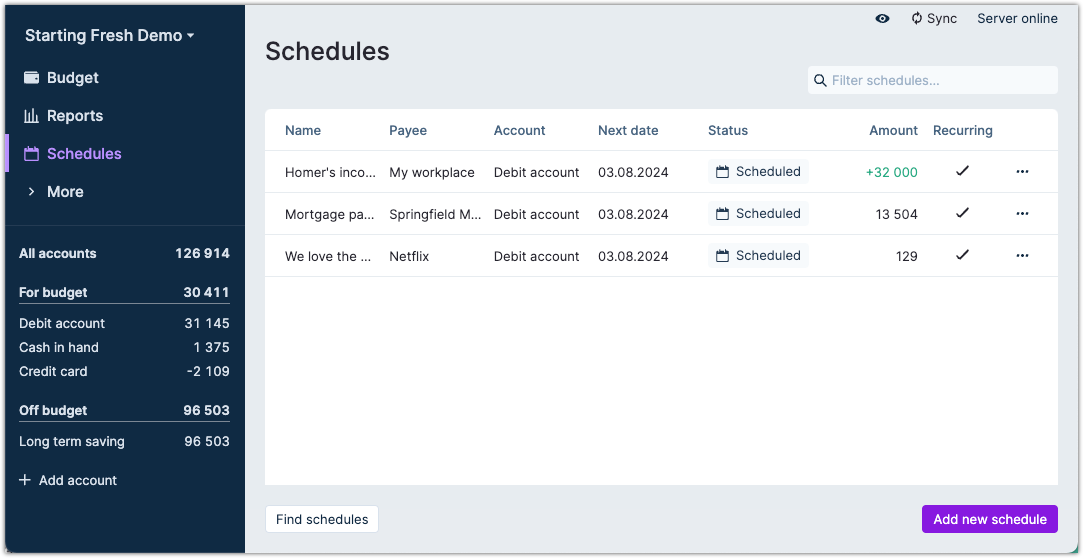 Starting Fresh Demo
Sync Server online
Budget
Reports
Schedules
More
All accounts 126 914
For budget 30 411
Debit account 31 145
Cash in hand 1 375
Credit card -2 109
Off budget 96 503
Long term saving 96 503
Add account
Schedules
Filter schedules...
Name Payee Account Next date Status Amount Recurring
Homer's inco... My workplace Debit account 03.08.2024 Scheduled +32 000
Mortgage pa... Springfield M... Debit account 03.08.2024 Scheduled 13 504
We love the ... Netflix Debit account 03.08.2024 Scheduled 129
Find schedules Add new schedule